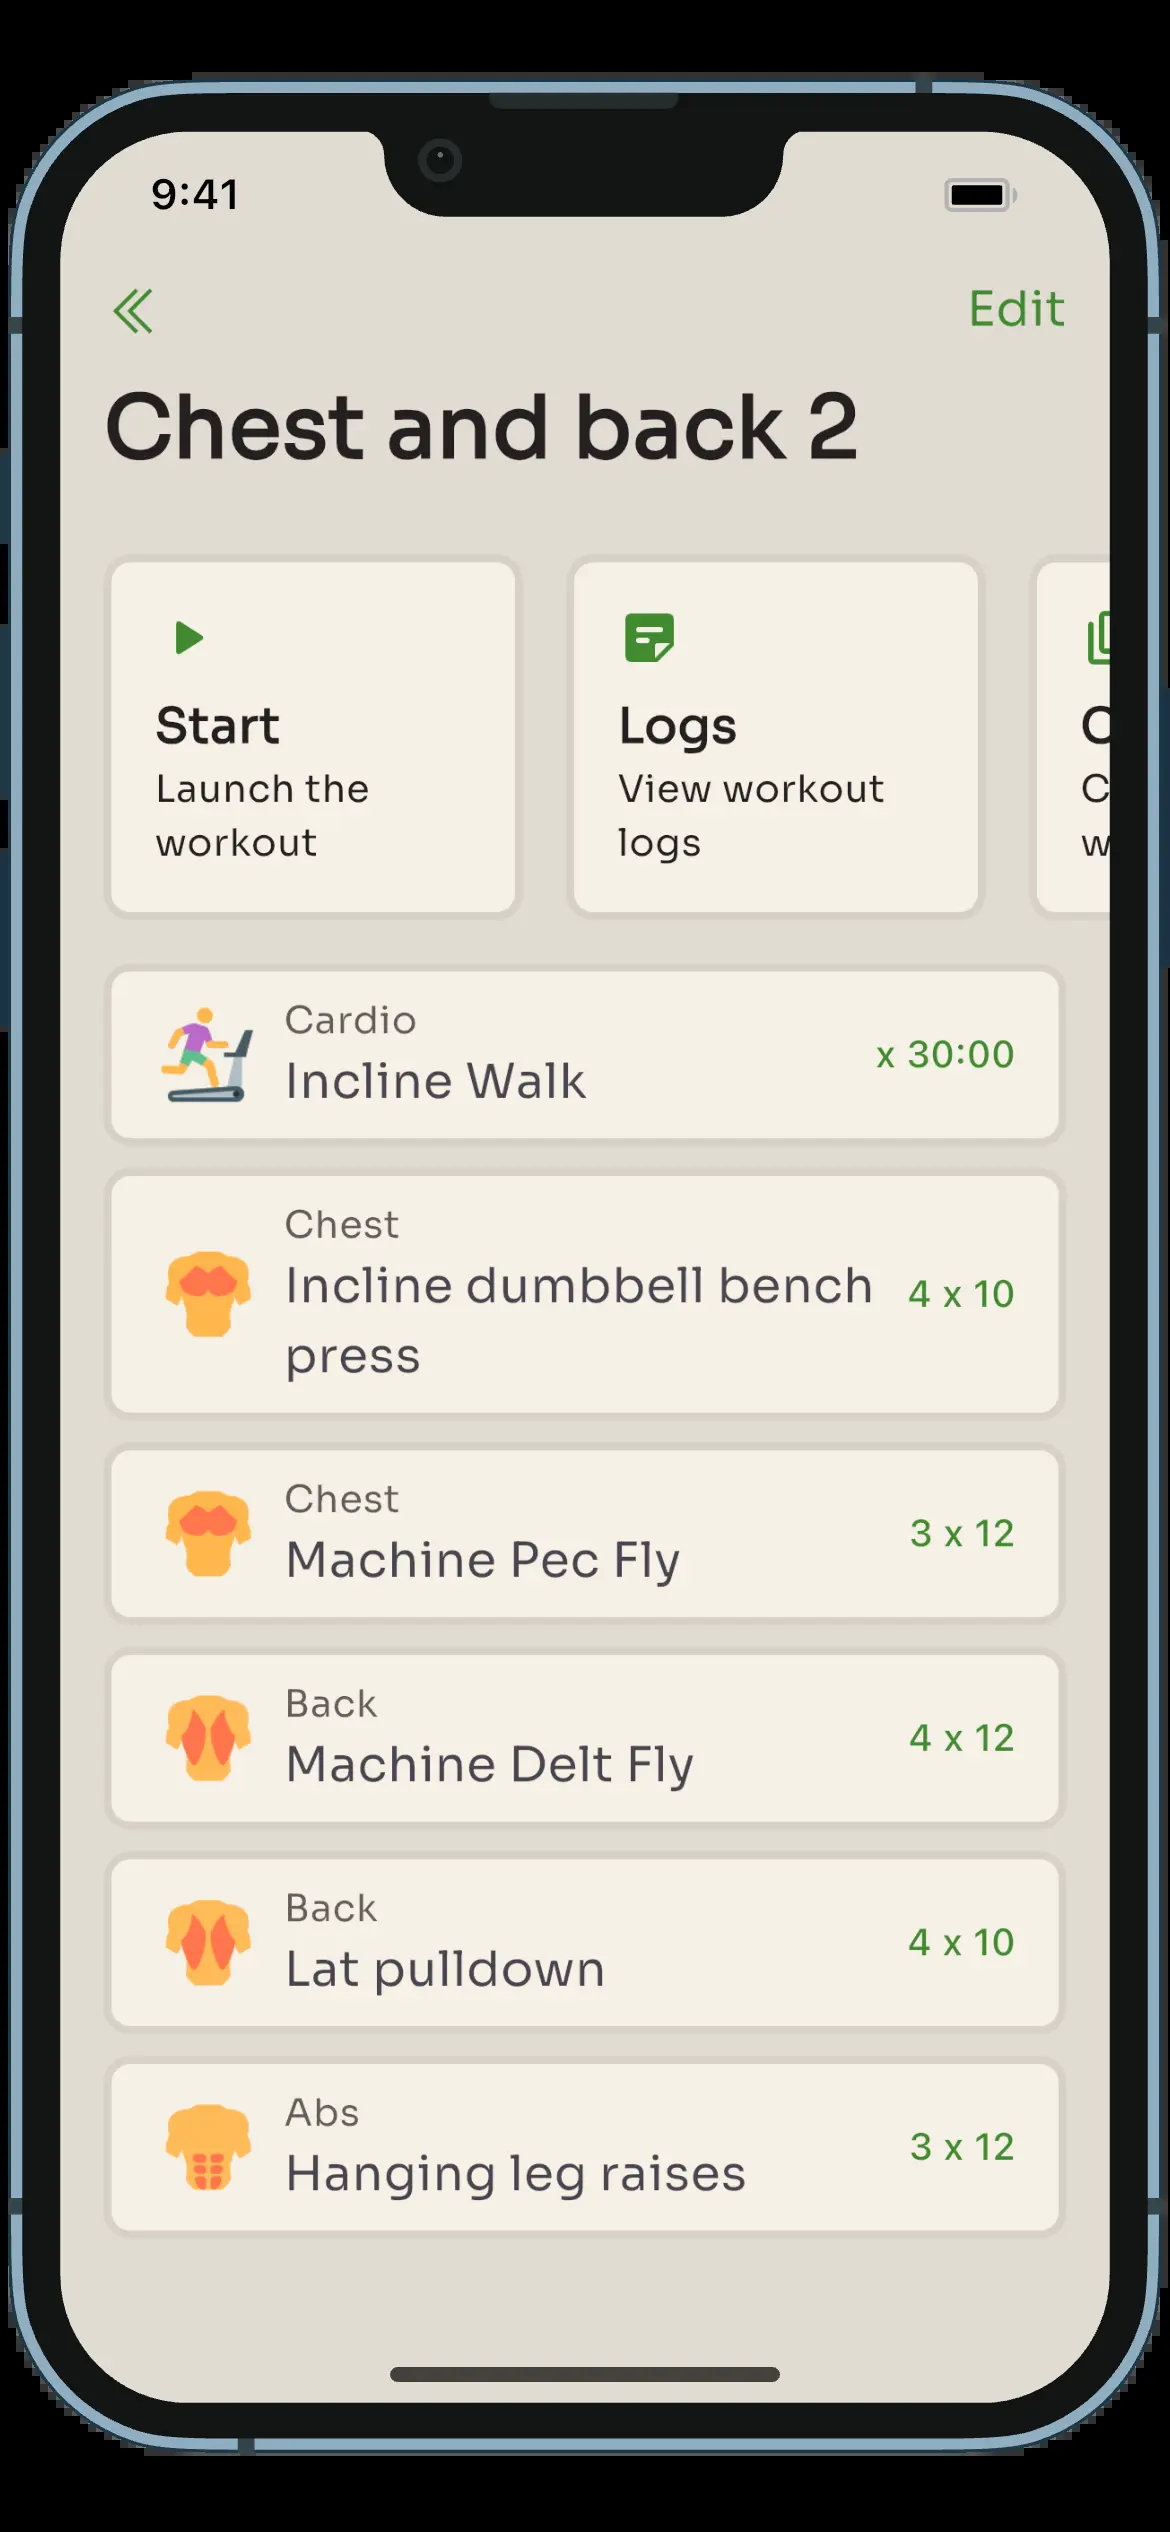 9:41
Edit
Chest and back 2
Start
Launch the
workout
Logs
View workout
logs
Cardio
Incline Walk
x 30:00
Chest
Incline dumbbell bench
press
4 x 10
Chest
Machine Pec Fly
3 x 12
Back
Machine Delt Fly
4 x 12
Back
Lat pulldown
4 x 10
Abs
Hanging leg raises
3 x 12